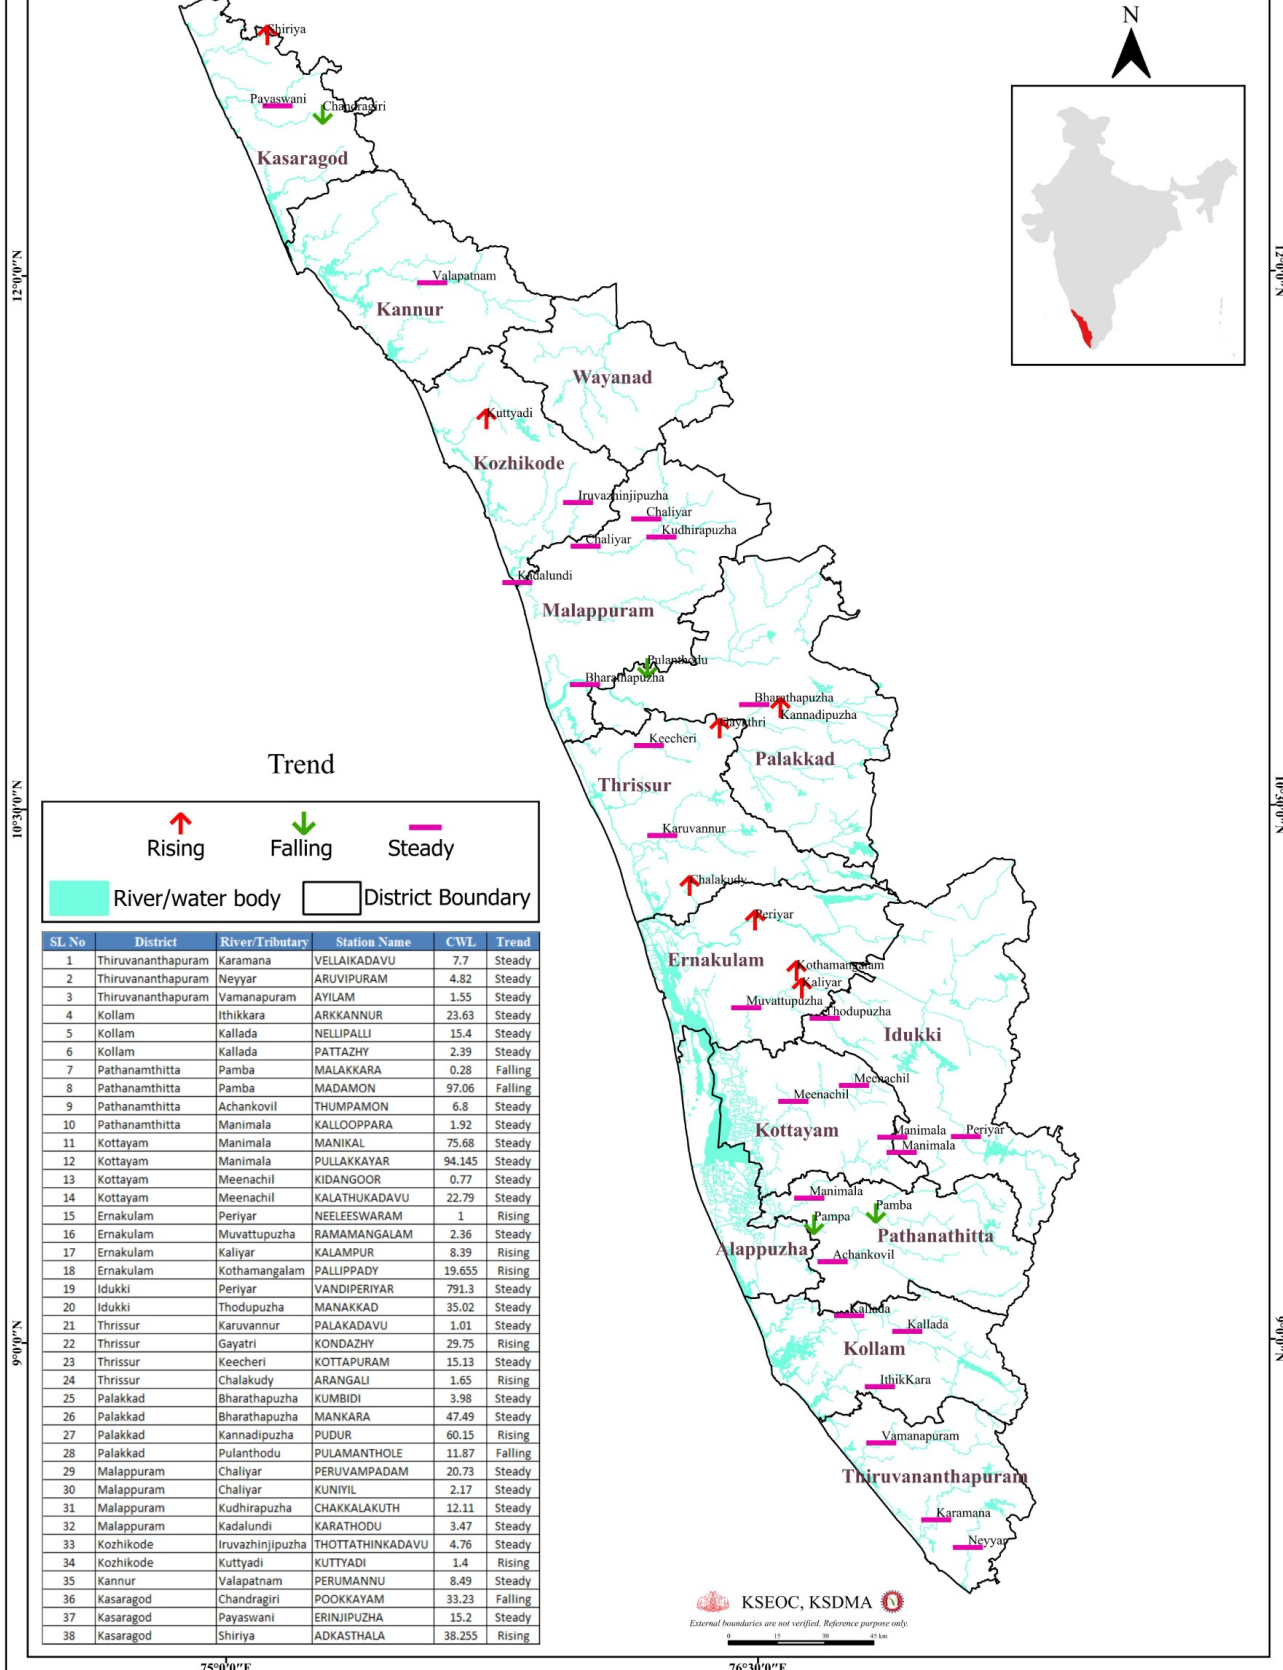 N
Shiriya
Payaswani
Chandragiri
Kasaragod
12°0'0"N
12°0'0"N
Valapatnam
Kannur
Wayanad
Kuttyadi
Kozhikode
Iruvazhinjipuzha
Chaliyar
Kudhirapuzha
Chaliyar
Kadalundi
Malappuram
Pulanthodu
Bharathapuzha
Bharathapuzha
Kannadipuzha
Gayathri
Keecheri
Palakkad
Thrissur
10°30'0"N
10°30'0"N
Karuvannur
Chalakudy
Periyar
Ernakulam
Kothamangalam
Kaliyar
Muvattupuzha
Thodupuzha
Idukki
Meenachil
Meenachil
Kottayam
Manimala
Periyar
Manimala
Manimala
Pamba
Pampa
Pathanathitta
Alappuzha
Achankovil
Kallada
Kallada
Kollam
9°0'0"N
9°0'0"N
IthikKara
Vamanapuram
Thiruvananthapuram
Karamana
Neyyar
Trend
Rising Falling Steady
River/water body District Boundary
SL No District River/Tributary Station Name CWL Trend
1 Thiruvananthapuram Karamana VELLAIKADAVU 7.7 Steady
2 Thiruvananthapuram Neyyar ARUVIPURAM 4.82 Steady
3 Thiruvananthapuram Vamanapuram AYILAM 1.55 Steady
4 Kollam Ithikkara ARKKANNUR 23.63 Steady
5 Kollam Kallada NELLIPALLI 15.4 Steady
6 Kollam Kallada PATTAZHY 2.39 Steady
7 Pathanamthitta Pamba MALAKKARA 0.28 Falling
8 Pathanamthitta Pamba MADAMON 97.06 Falling
9 Pathanamthitta Achankovil THUMPAMON 6.8 Steady
10 Pathanamthitta Manimala KALLOOPPARA 1.92 Steady
11 Kottayam Manimala MANIKAL 75.68 Steady
12 Kottayam Manimala PULLAKKAYAR 94.145 Steady
13 Kottayam Meenachil KIDANGOOR 0.77 Steady
14 Kottayam Meenachil KALATHUKADAVU 22.79 Steady
15 Ernakulam Periyar NEELEESWARAM 1 Rising
16 Ernakulam Muvattupuzha RAMAMANGALAM 2.36 Steady
17 Ernakulam Kaliyar KALAMPUR 8.39 Rising
18 Ernakulam Kothamangalam PALLIPPADY 19.655 Rising
19 Idukki Periyar VANDIPERIYAR 791.3 Steady
20 Idukki Thodupuzha MANAKKAD 35.02 Steady
21 Thrissur Karuvannur PALAKADAVU 1.01 Steady
22 Thrissur Gayatri KONDAZHY 29.75 Rising
23 Thrissur Keecheri KOTTAPURAM 15.13 Steady
24 Thrissur Chalakudy ARANGALI 1.65 Rising
25 Palakkad Bharathapuzha KUMBIDI 3.98 Steady
26 Palakkad Bharathapuzha MANKARA 47.49 Steady
27 Palakkad Kannadipuzha PUDUR 60.15 Rising
28 Palakkad Pulanthodu PULAMANTHOLE 11.87 Falling
29 Malappuram Chaliyar PERUVAMPADAM 20.73 Steady
30 Malappuram Chaliyar KUNIYIL 2.17 Steady
31 Malappuram Kudhirapuzha CHAKKALAKUTH 12.11 Steady
32 Malappuram Kadalundi KARATHODU 3.47 Steady
33 Kozhikode Iruvazhinjipuzha THOTTATHINKADAVU 4.76 Steady
34 Kozhikode Kuttyadi KUTTYADI 1.4 Rising
35 Kannur Valapatnam PERUMANNU 8.49 Steady
36 Kasaragod Chandragiri POOKKAYAM 33.23 Falling
37 Kasaragod Payaswani ERINJIPUZHA 15.2 Steady
38 Kasaragod Shiriya ADKASTHALA 38.255 Rising
KSEOC, KSDMA
External boundaries are not verified. Reference purpose only.
0 15 30 45 km
75°0'0"E 76°30'0"E